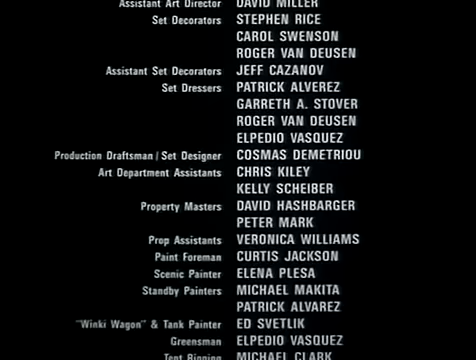 Assistant Art Director DAVID MILLER
Set Decorators STEPHEN RICE
CAROL SWENSON
ROGER VAN DEUSEN
Assistant Set Decorators JEFF CAZANOV
Set Dressers PATRICK ALVEREZ
GARRETH A. STOVER
ROGER VAN DEUSEN
ELPEDIO VASQUEZ
Production Draftsman/Set Designer COSMAS DEMETRIOU
Art Department Assistants CHRIS KILEY
KELLY SCHEIBER
Property Masters DAVID HASHBARGER
PETER MARK
Prop Assistants VERONICA WILLIAMS
Paint Foreman CURTIS JACKSON
Scenic Painter ELENA PLESA
Standby Painters MICHAEL MAKITA
PATRICK ALVAREZ
"Winki Wagon" & Tank Painter ED SVETLIK
Greensman ELPEDIO VASQUEZ
Tent Rigging MICHAEL CLARK